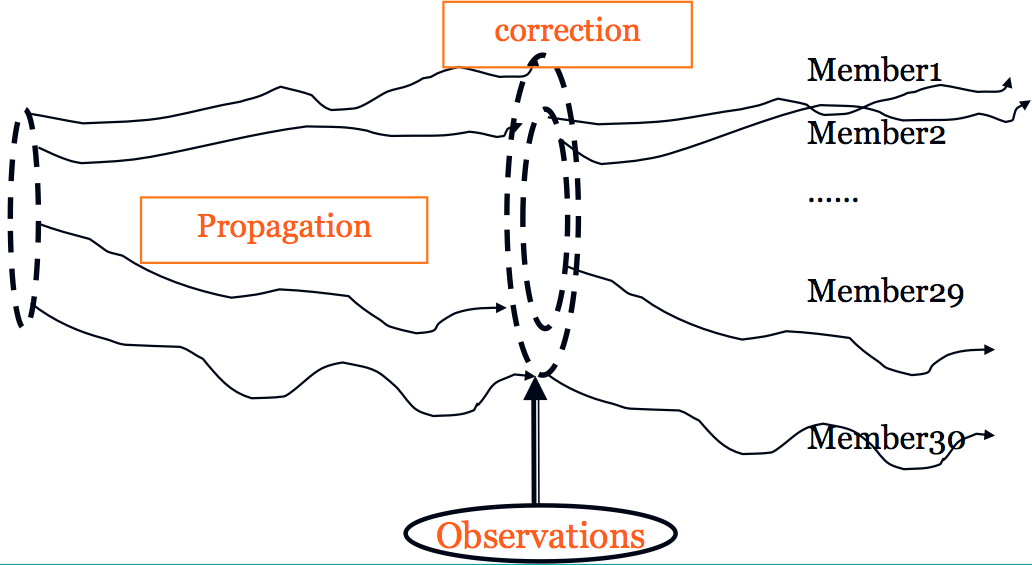 correction
Member1
Member2
......
Propagation
Member29
Member30
Observations